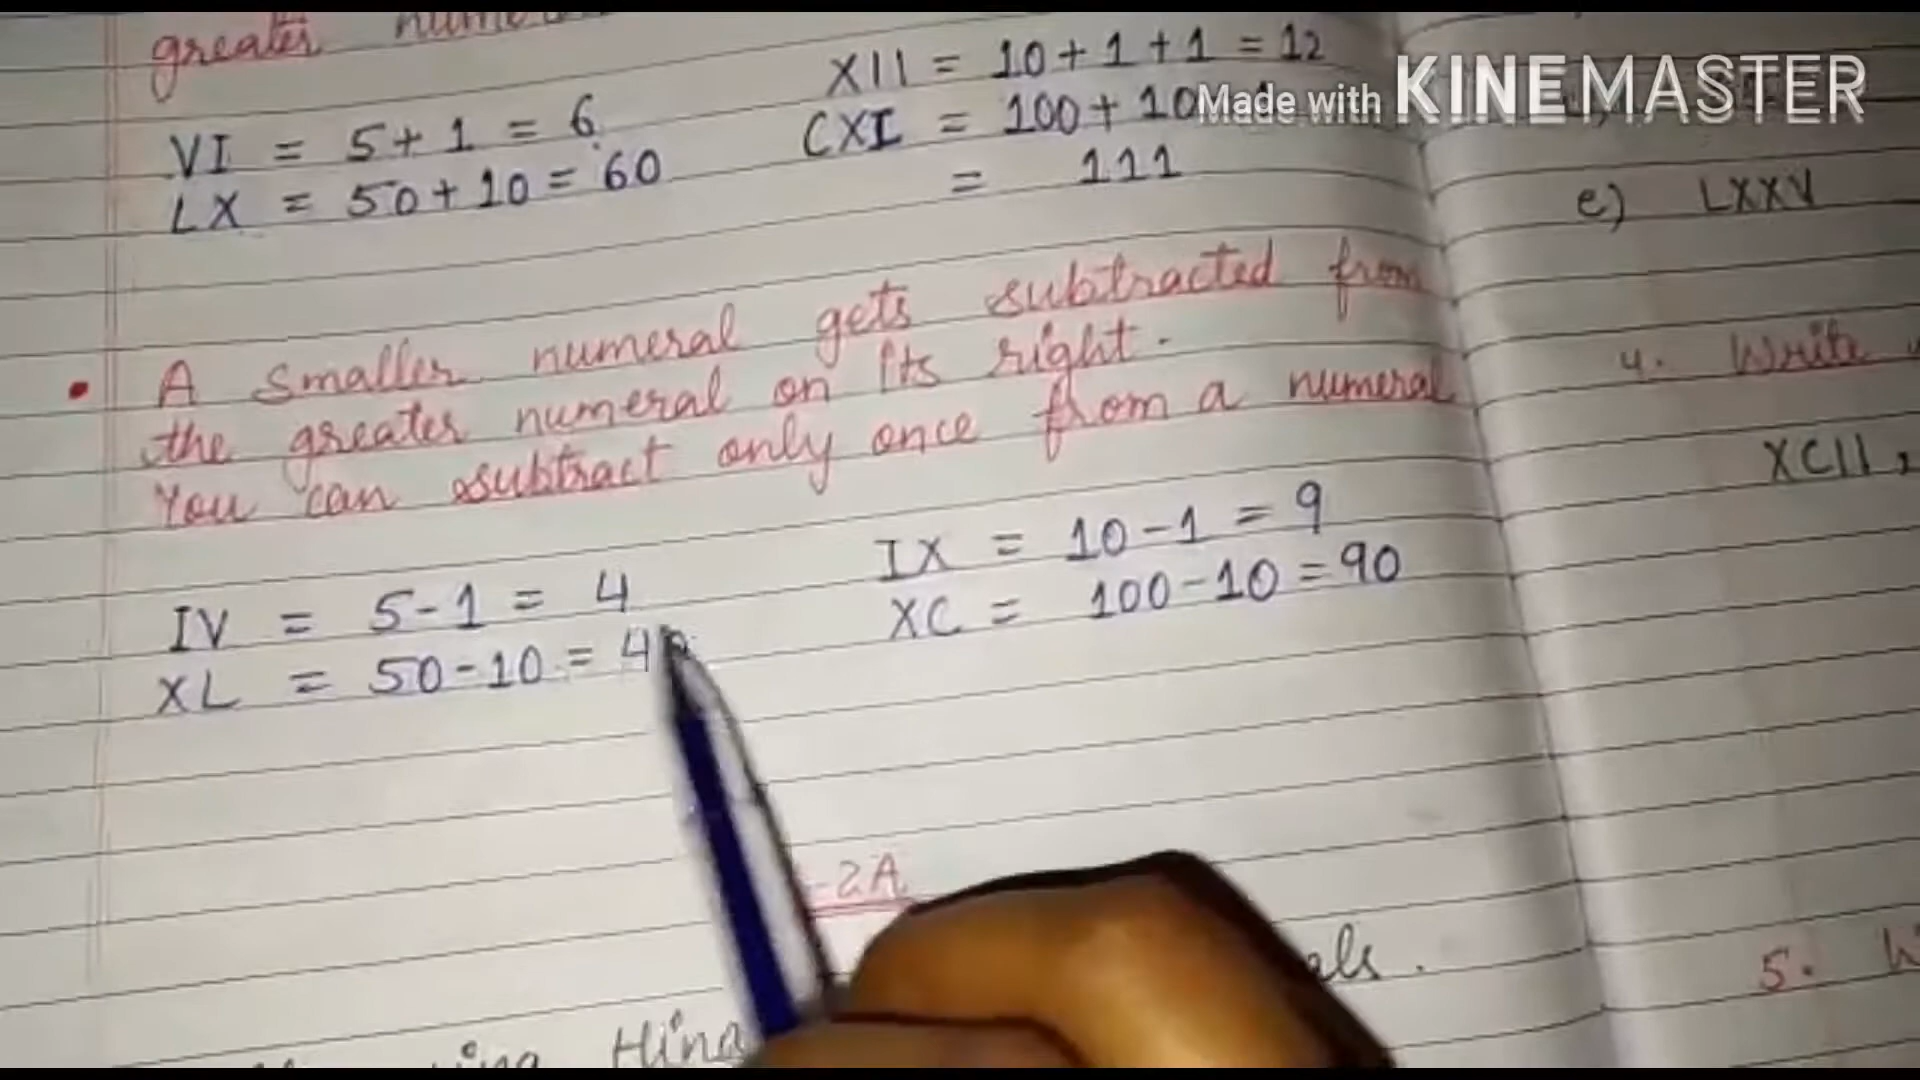 greater
XII = 10+1+1 = 12
Made with KINEMASTER
VI = 5+1 = 6
CXI = 100+10
LX = 50+10 = 60
= 111
e) LXXV
• A smaller numeral gets subtracted from
the greater numeral on its right.
You can subtract only once from a numeral
4. Write
XCII,
IX = 10-1 = 9
IV = 5-1 = 4
XC = 100-10 = 90
XL = 50-10 = 40
-2A
5.